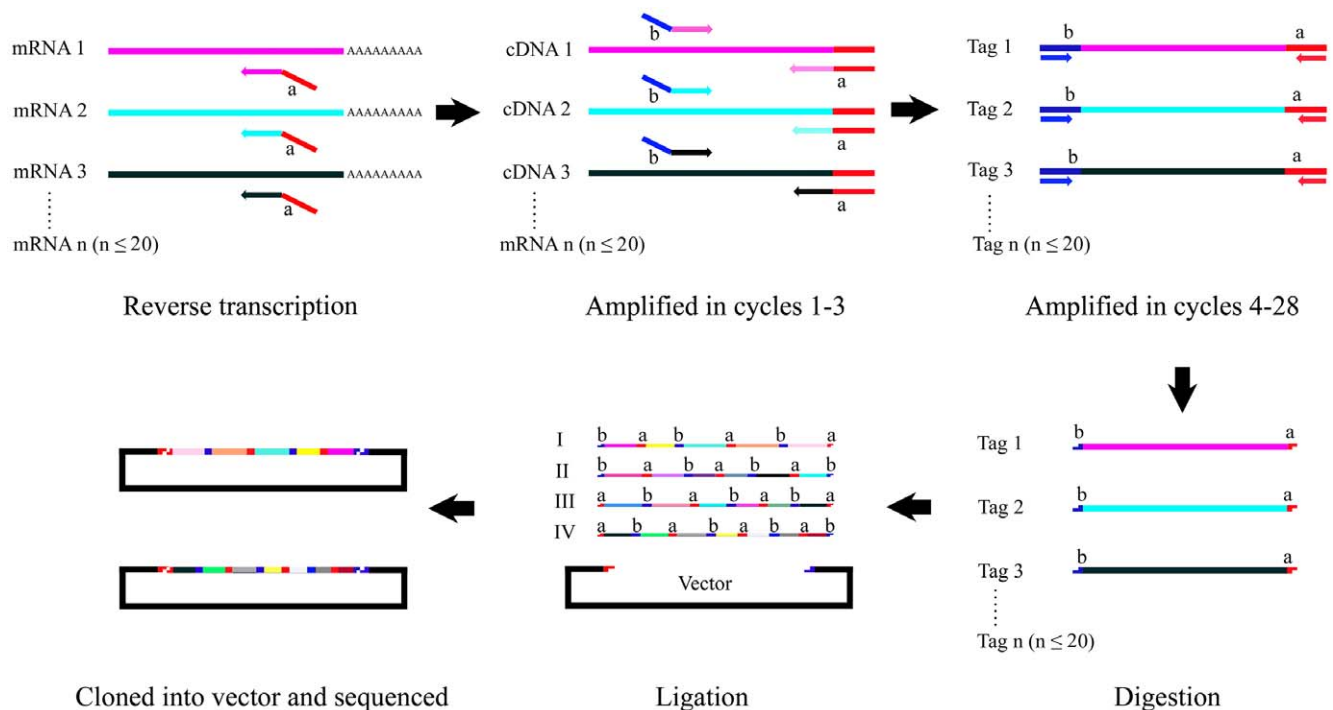 mRNA 1
AAAAAAAAA
a
mRNA 2
AAAAAAAAA
a
mRNA 3
AAAAAAAAA
a
mRNA n (n ≤ 20)
Reverse transcription
b
cDNA 1
a
b
cDNA 2
a
b
cDNA 3
a
mRNA n (n ≤ 20)
Amplified in cycles 1-3
b a
Tag 1
b a
Tag 2
b a
Tag 3
Tag n (n ≤ 20)
Amplified in cycles 4-28
b a
Tag 1
b a
Tag 2
b a
Tag 3
Tag n (n ≤ 20)
Digestion
b a b a b a
I
b a b a b a b
II
a b a b a b a
III
a b a b a b a b
IV
Vector
Ligation
Cloned into vector and sequenced